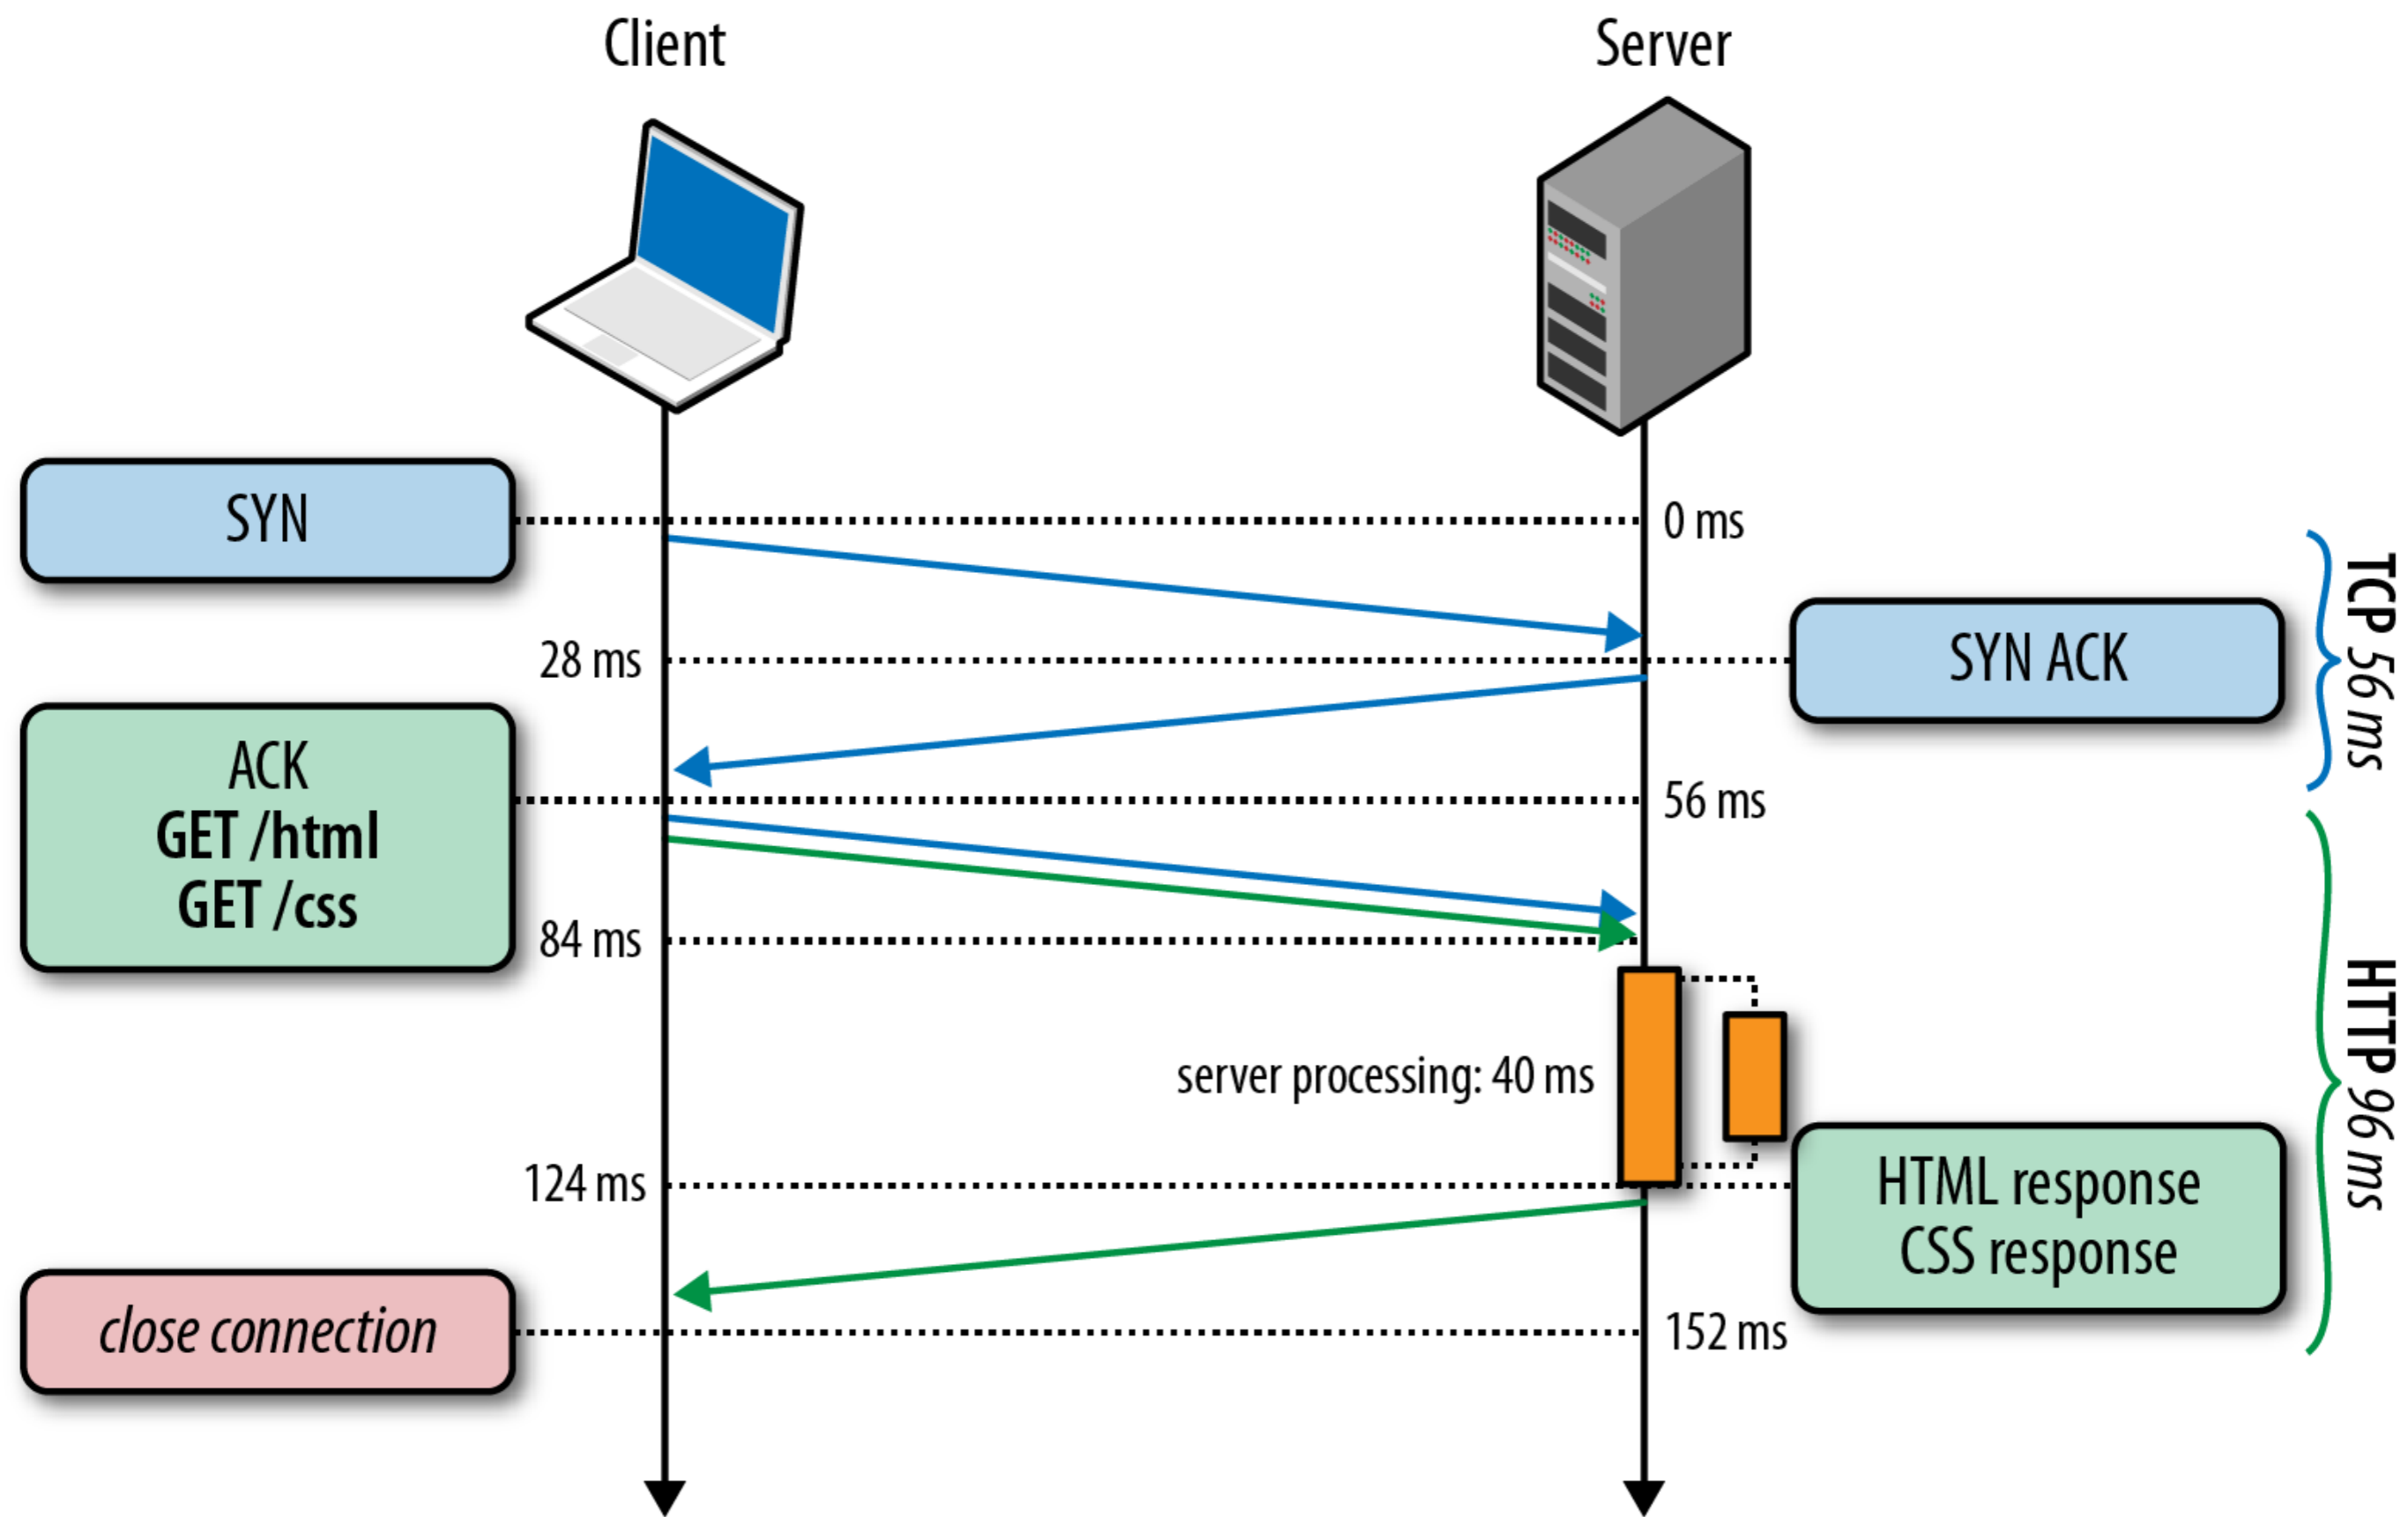 Client
Server
SYN
0 ms
28 ms
SYN ACK
TCP 56 ms
ACK
GET /html
GET /css
56 ms
84 ms
server processing: 40 ms
HTTP 96 ms
124 ms
HTML response
CSS response
close connection
152 ms